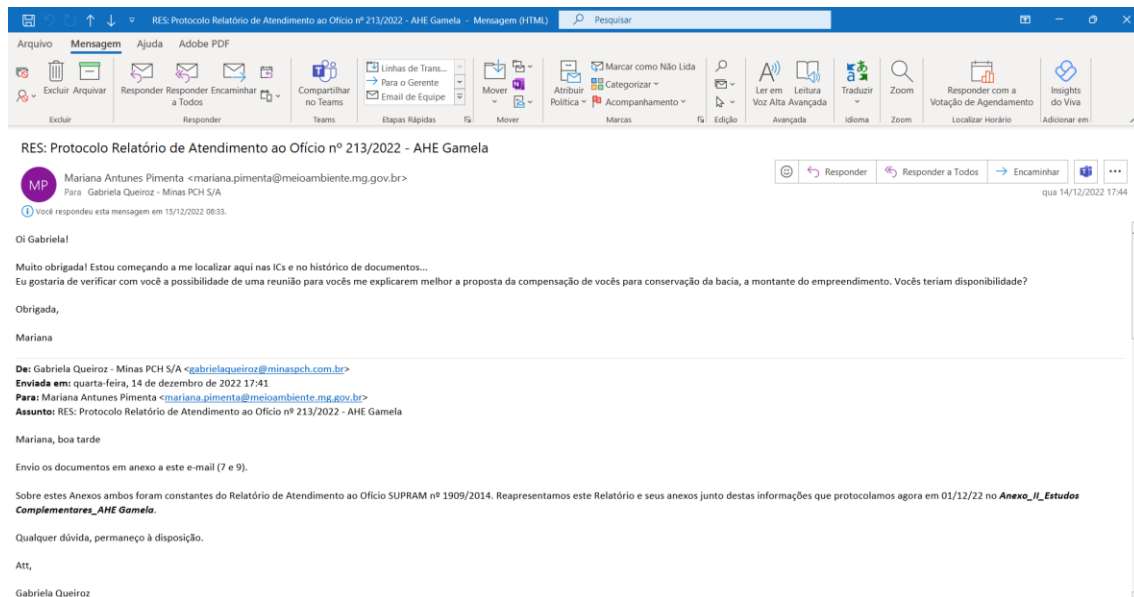 RES: Protocolo Relatório de Atendimento ao Ofício nº 213/2022 - AHE Gamela - Mensagem (HTML)
Pesquisar
Arquivo Mensagem Ajuda Adobe PDF
Excluir Arquivar
Responder Responder a Todos Encaminhar
Compartilhar no Teams
Linhas de Trans...
Para o Gerente
Email de Equipe
Mover
Atribuir Política
Marcar como Não Lida
Categorizar
Acompanhamento
Ler em Voz Alta
Leitura Avançada
Traduzir
Zoom
Responder com a Votação de Agendamento
Insights do Viva
Excluir Responder Teams Etapas Rápidas Mover Marcas Edição Avançada Idioma Zoom Localizar Horário Adicionar em
RES: Protocolo Relatório de Atendimento ao Ofício nº 213/2022 - AHE Gamela
MP
Mariana Antunes Pimenta <mariana.pimenta@meioambiente.mg.gov.br>
Para Gabriela Queiroz - Minas PCH S/A
Responder Responder a Todos Encaminhar
qua 14/12/2022 17:44
Você respondeu esta mensagem em 15/12/2022 08:33.
Oi Gabriela!
Muito obrigada! Estou começando a me localizar aqui nas ICs e no histórico de documentos...
Eu gostaria de verificar com você a possibilidade de uma reunião para vocês me explicarem melhor a proposta da compensação de vocês para conservação da bacia, a montante do empreendimento. Vocês teriam disponibilidade?
Obrigada,
Mariana
De: Gabriela Queiroz - Minas PCH S/A <gabrielaqueiroz@minaspch.com.br>
Enviada em: quarta-feira, 14 de dezembro de 2022 17:41
Para: Mariana Antunes Pimenta <mariana.pimenta@meioambiente.mg.gov.br>
Assunto: RES: Protocolo Relatório de Atendimento ao Ofício nº 213/2022 - AHE Gamela
Mariana, boa tarde
Envio os documentos em anexo a este e-mail (7 e 9).
Sobre estes Anexos ambos foram constantes do Relatório de Atendimento ao Ofício SUPRAM nº 1909/2014. Reapresentamos este Relatório e seus anexos junto destas informações que protocolamos agora em 01/12/22 no Anexo_II_Estudos
Complementares_AHE Gamela.
Qualquer dúvida, permaneço à disposição.
Att,
Gabriela Queiroz